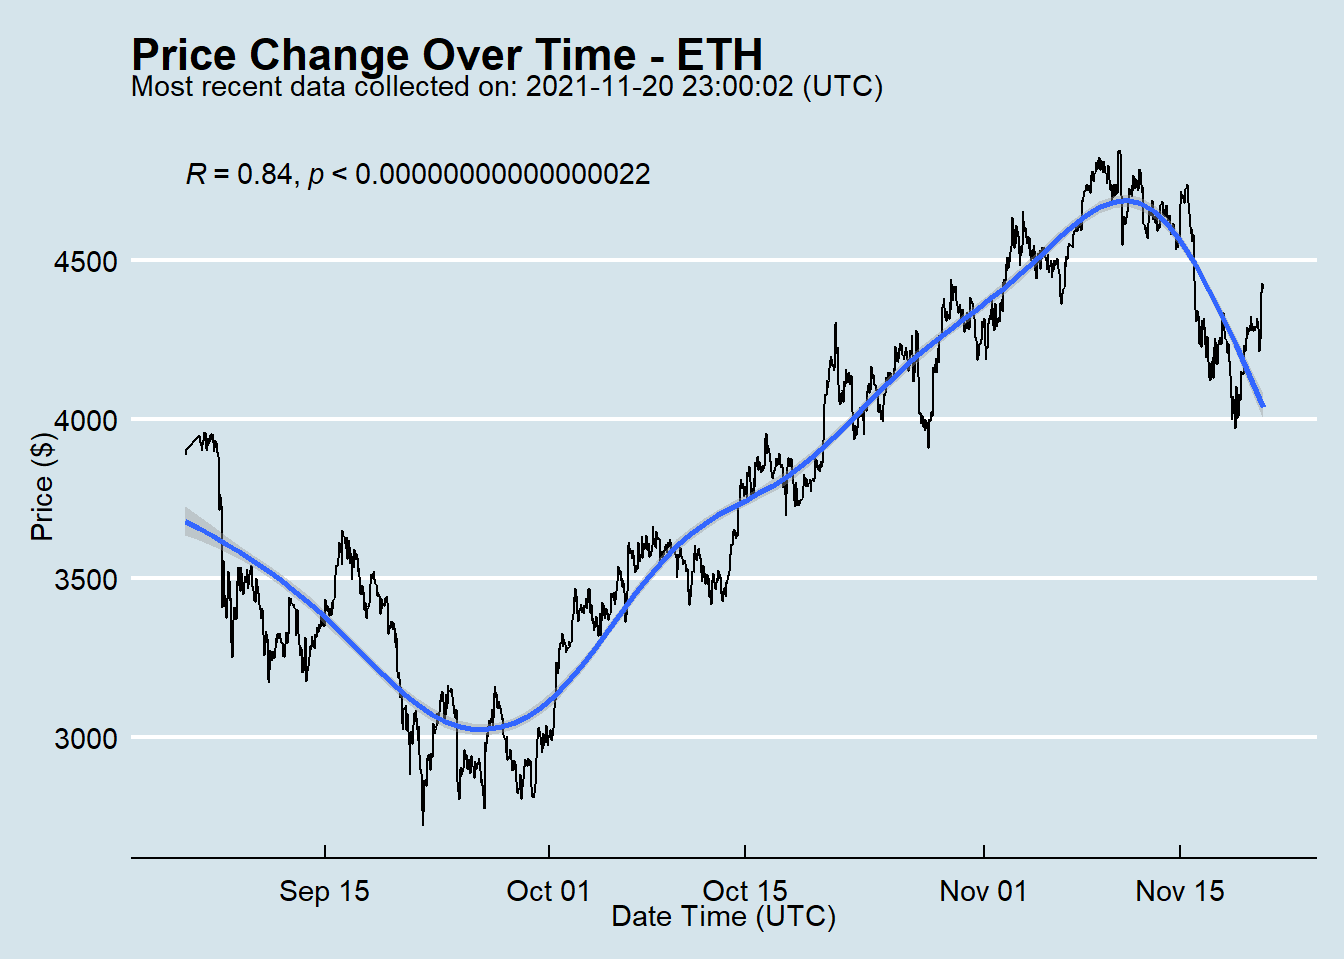 Price Change Over Time - ETH
Most recent data collected on: 2021-11-20 23:00:02 (UTC)
R = 0.84, p < 0.00000000000000022
Price ($)
4500
4000
3500
3000
Sep 15 Oct 01 Oct 15 Nov 01 Nov 15
Date Time (UTC)